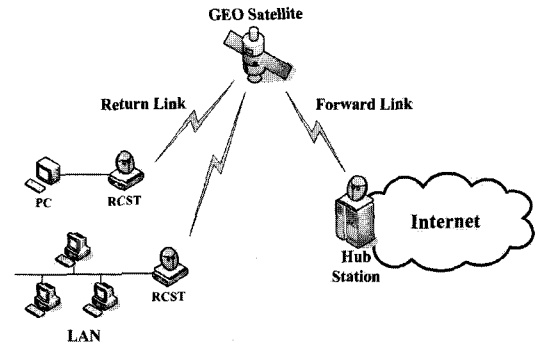 GEO Satellite
Return Link
Forward Link
PC
RCST
Internet
Hub
Station
RCST
LAN